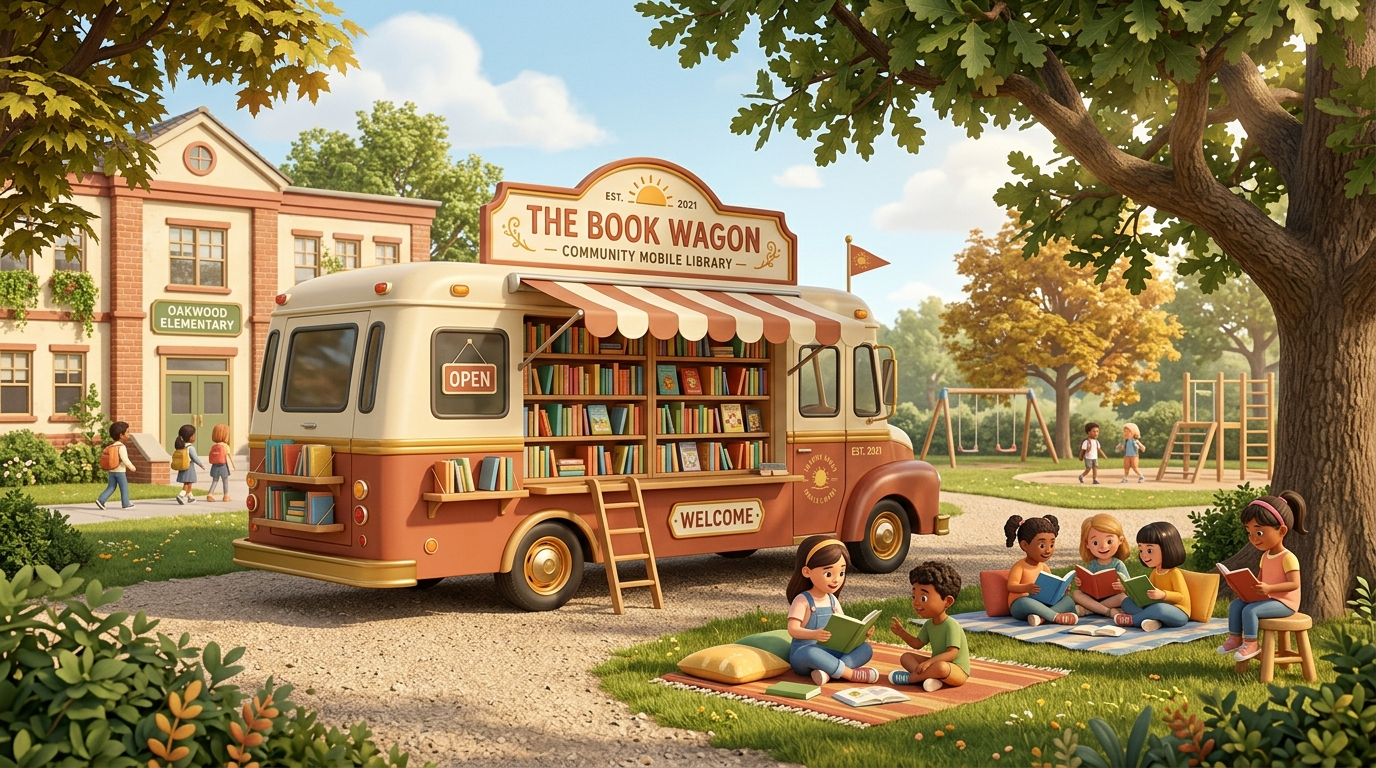 EST. 2021
THE BOOK WAGON
COMMUNITY MOBILE LIBRARY
OAKWOOD
ELEMENTARY
OPEN
EST. 2021
WELCOME